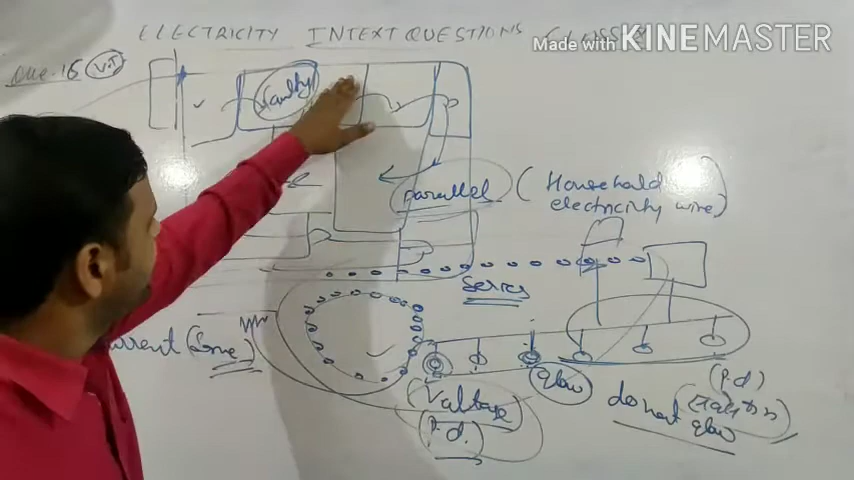 ELECTRICITY INTEXT QUESTIONS CLASS
Made with KINEMASTER
Que-16 V.I
faulty
parallel ( Household
electricity wire)
Series
current (Same)
glow
Voltage
(P.d.)
(P.d)
do not
glow